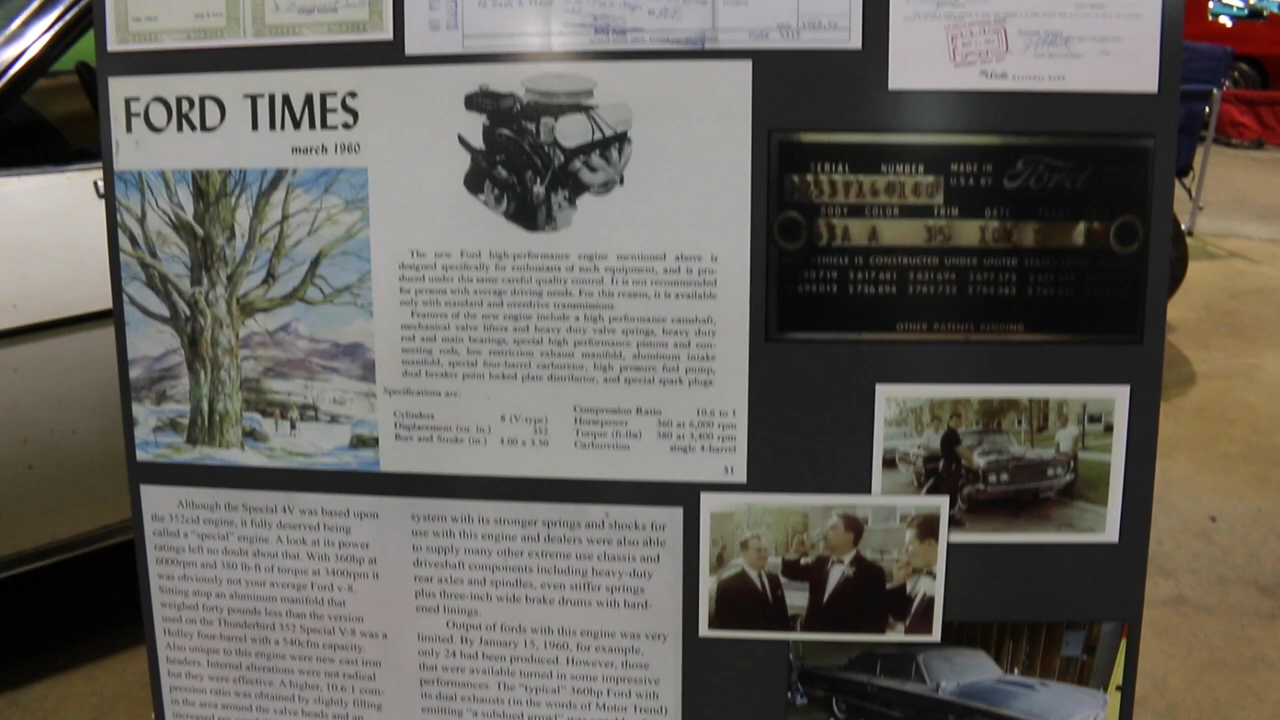 FORD TIMES
march 1960
The new Ford high-performance engine mentioned above is
designed specifically for enthusiasts of such equipment, and is pro-
duced under this same careful quality control. It is not recommended
for persons with average driving needs. For this reason, it is available
only with standard and overdrive transmissions.
Features of the new engine include a high performance camshaft,
mechanical valve lifters and heavy duty valve springs, heavy duty
rod and main bearings, special high performance pistons and con-
necting rods, low restriction exhaust manifold, aluminum intake
manifold, special four-barrel carburetor, high pressure fuel pump,
dual breaker point locked plate distributor, and special spark plugs.
Specifications are:
Cylinders 8 (V-type)
Displacement (cu. in.) 352
Bore and Stroke (in.) 4.00 x 3.50
Compression Ratio 10.6 to 1
Horsepower 360 at 6,000 rpm
Torque (ft-lbs) 380 at 3,400 rpm
Carburetion single 4-barrel
31
SERIAL NUMBER
MADE IN
U.S.A. BY
Ford
BODY COLOR TRIM DATE
VEHICLE IS CONSTRUCTED UNDER UNITED STATES
OTHER PATENTS PENDING
Although the Special 4V was based upon
the 352cid engine, it fully deserved being
called a "special" engine. A look at its power
ratings left no doubt about that. With 360hp at
6000rpm and 380 lb-ft of torque at 3400rpm it
was obviously not your average Ford v-8.
Sitting atop an aluminum manifold that
weighed forty pounds less than the version
used on the Thunderbird 352 Special V-8 was a
Holley four-barrel with a 540cfm capacity.
Also unique to this engine were new cast iron
headers. Internal alterations were not radical
but they were effective. A higher, 10.6:1 com-
pression ratio was obtained by slightly filling
in the area around the valve heads and an
system with its stronger springs and shocks for
use with this engine and dealers were also able
to supply many other extreme use chassis and
driveshaft components including heavy-duty
rear axles and spindles, even stiffer springs
plus three-inch wide brake drums with hard-
ened linings.
Output of fords with this engine was very
limited. By January 15, 1960, for example,
only 24 had been produced. However, those
that were available turned in some impressive
performances. The "typical" 360hp Ford with
its dual exhausts (in the words of Motor Trend)
emitting "a subdued growl"